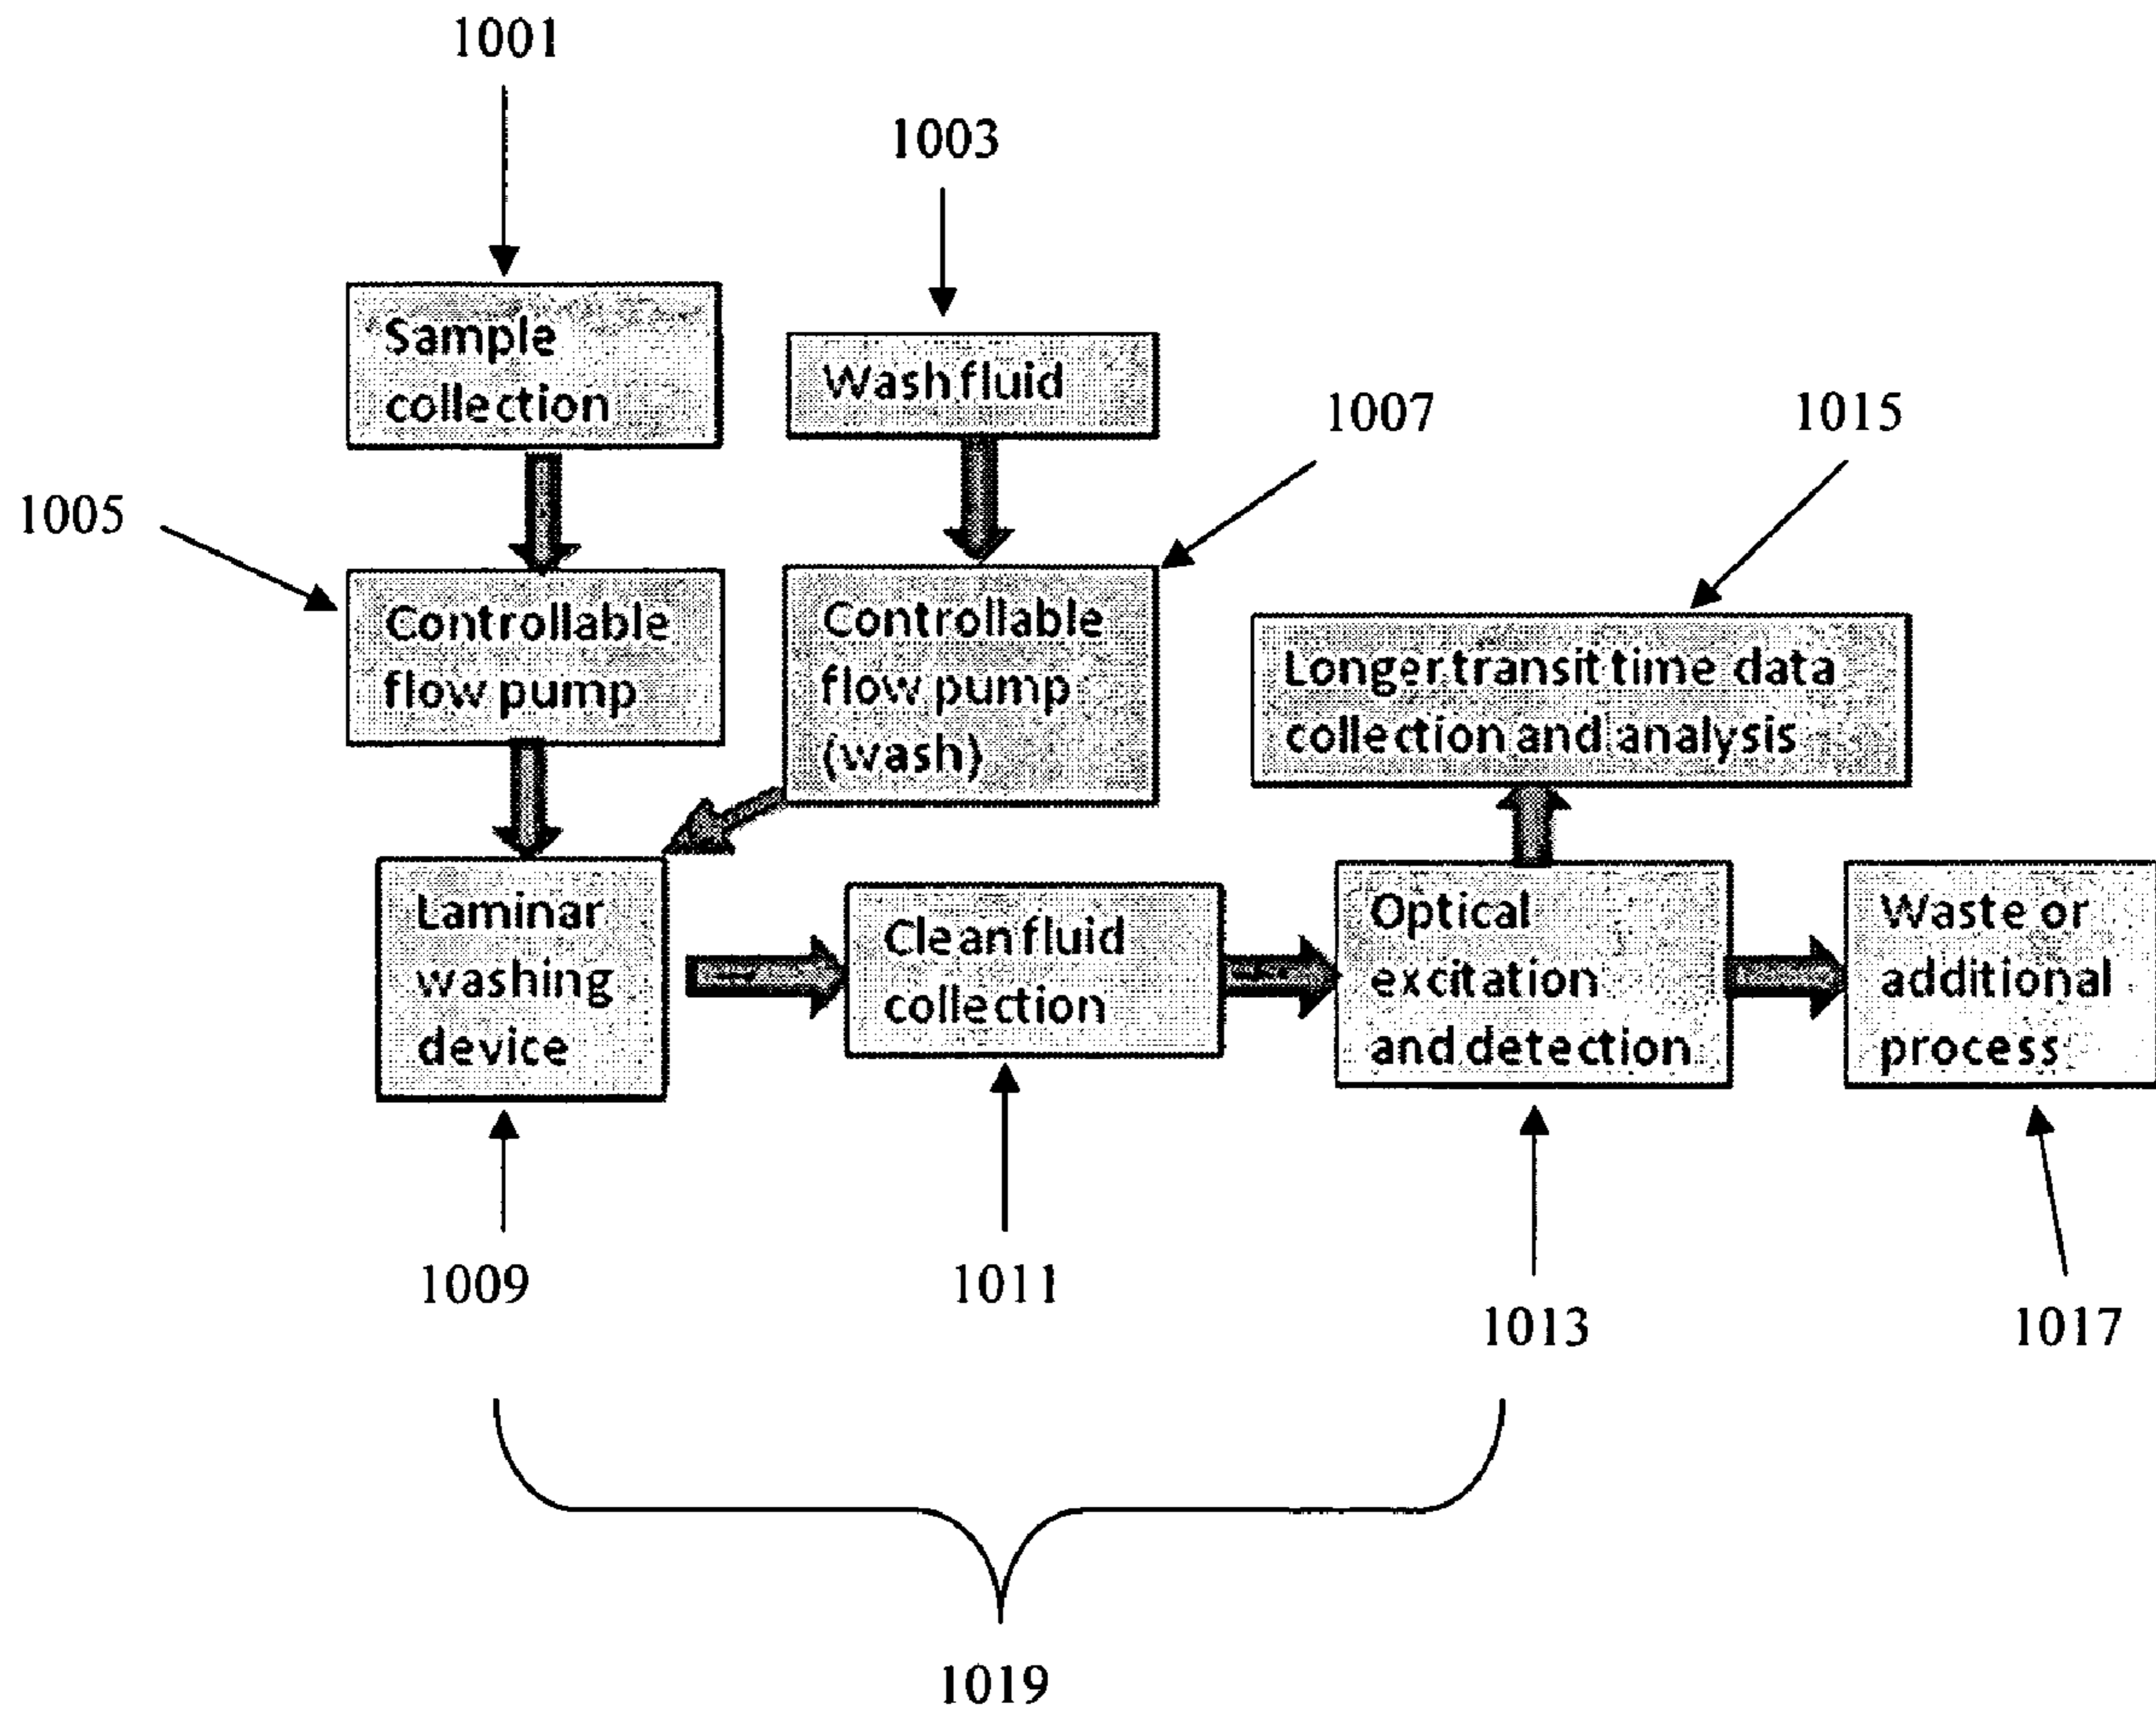 1001
1003
Sample
collection
Wash fluid
1007
1015
1005
Controllable
flow pump
Controllable
flow pump
(wash)
Longer transit time data
collection and analysis
Laminar
washing
device
Clean fluid
collection
Optical
excitation
and detection
Waste or
additional
process
1009
1011
1013
1017
1019